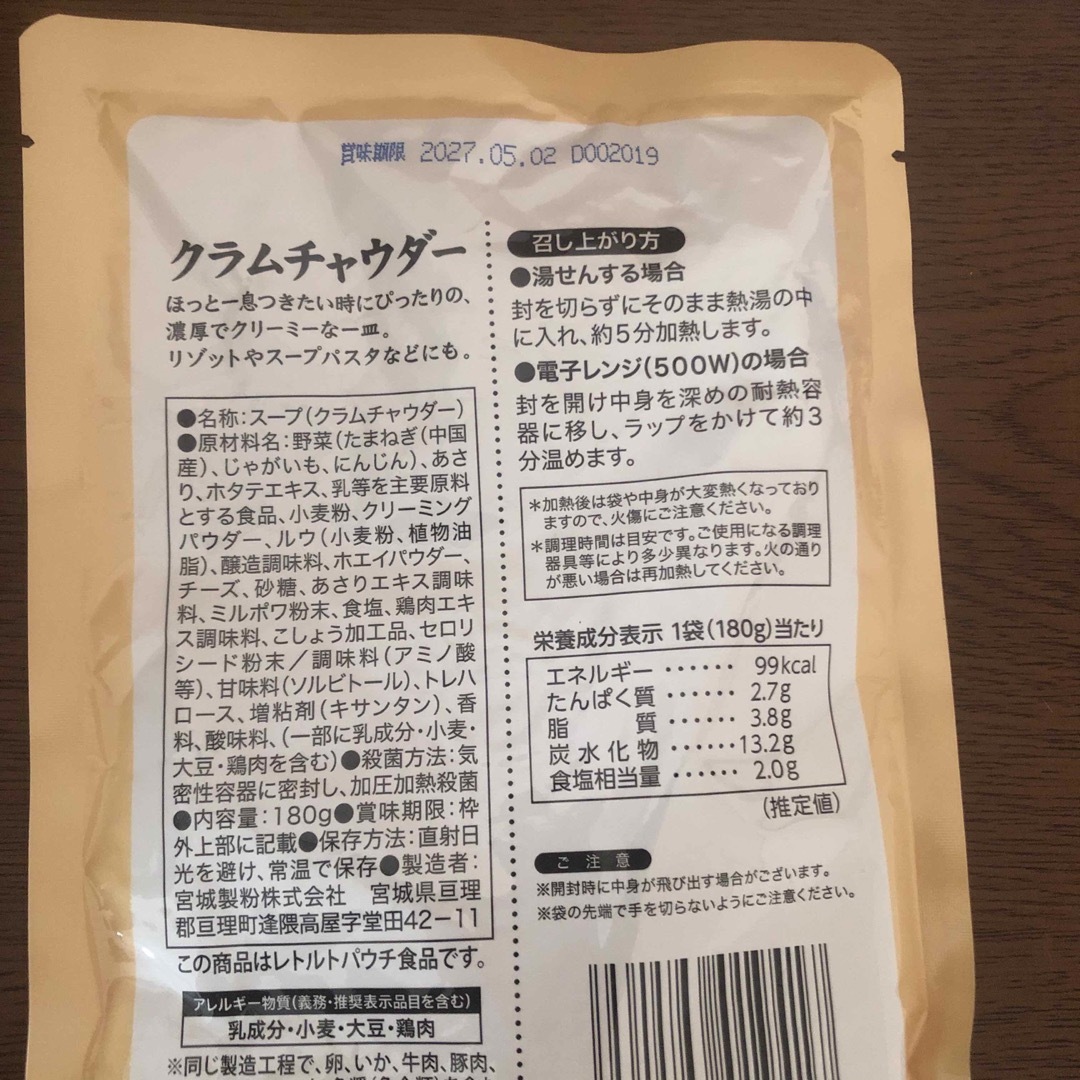 賞味期限 2027.05.02 D002019
クラムチャウダー
ほっと一息つきたい時にぴったりの、
濃厚でクリーミーな一皿。
リゾットやスープパスタなどにも。
●名称：スープ（クラムチャウダー）
●原材料名：野菜（たまねぎ（中国
産）、じゃがいも、にんじん）、あさ
り、ホタテエキス、乳等を主要原料
とする食品、小麦粉、クリーミング
パウダー、ルウ（小麦粉、植物油
脂）、醸造調味料、ホエイパウダー、
チーズ、砂糖、あさりエキス調味
料、ミルポワ粉末、食塩、鶏肉エキ
ス調味料、こしょう加工品、セロリ
シード粉末／調味料（アミノ酸
等）、甘味料（ソルビトール）、トレハ
ロース、増粘剤（キサンタン）、香
料、酸味料、（一部に乳成分・小麦・
大豆・鶏肉を含む）●殺菌方法：気
密性容器に密封し、加圧加熱殺菌
●内容量：180g●賞味期限：枠
外上部に記載●保存方法：直射日
光を避け、常温で保存●製造者：
宮城製粉株式会社 宮城県亘理
郡亘理町逢隈高屋字堂田42－11
この商品はレトルトパウチ食品です。
アレルギー物質（義務・推奨表示品目を含む）
乳成分・小麦・大豆・鶏肉
※同じ製造工程で、卵、いか、牛肉、豚肉、
召し上がり方
●湯せんする場合
封を切らずにそのまま熱湯の中
に入れ、約5分加熱します。
●電子レンジ（500W）の場合
封を開け中身を深めの耐熱容
器に移し、ラップをかけて約3
分温めます。
＊加熱後は袋や中身が大変熱くなっており
ますので、火傷にご注意ください。
＊調理時間は目安です。ご使用になる調理
器具等により多少異なります。火の通り
が悪い場合は再加熱してください。
栄養成分表示 1袋（180g）当たり
エネルギー ‥‥‥ 99kcal
たんぱく質 ‥‥‥ 2.7g
脂質 ‥‥‥ 3.8g
炭水化物 ‥‥‥13.2g
食塩相当量 ‥‥‥ 2.0g
（推定値）
ご注意
※開封時に中身が飛び出す場合がございます。
※袋の先端で手を切らないようにご注意ください。